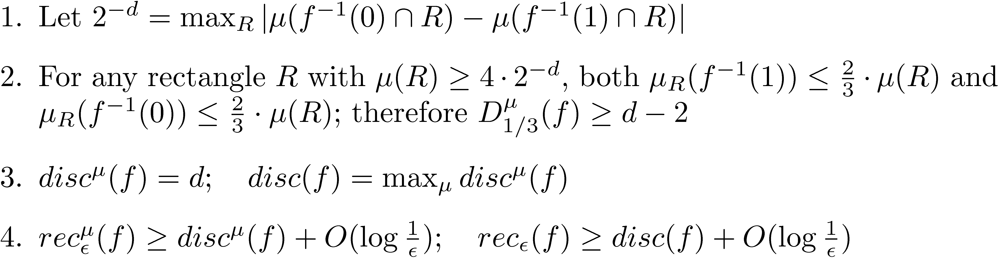 1. Let $2^{-d} = \max_R |\mu(f^{-1}(0) \cap R) - \mu(f^{-1}(1) \cap R)|$
2. For any rectangle $R$ with $\mu(R) \geq 4 \cdot 2^{-d}$, both $\mu_R(f^{-1}(1)) \leq \frac{2}{3} \cdot \mu(R)$ and
$\mu_R(f^{-1}(0)) \leq \frac{2}{3} \cdot \mu(R)$; therefore $D^{\mu}_{1/3}(f) \geq d - 2$
3. $disc^{\mu}(f) = d$; $disc(f) = \max_{\mu} disc^{\mu}(f)$
4. $rec^{\mu}_{\epsilon}(f) \geq disc^{\mu}(f) + O(\log \frac{1}{\epsilon})$; $rec_{\epsilon}(f) \geq disc(f) + O(\log \frac{1}{\epsilon})$